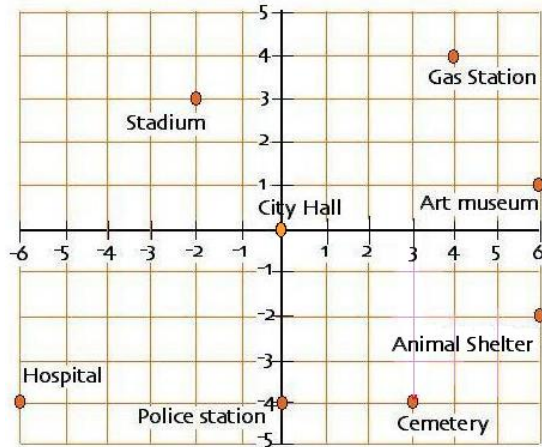 5
4
Gas Station
3
Stadium
2
1
City Hall
Art museum
-6 -5 -4 -3 -2 -1 1 2 3 4 5 6
-1
-2
Animal Shelter
-3
Hospital
-4
Police station
Cemetery
-5